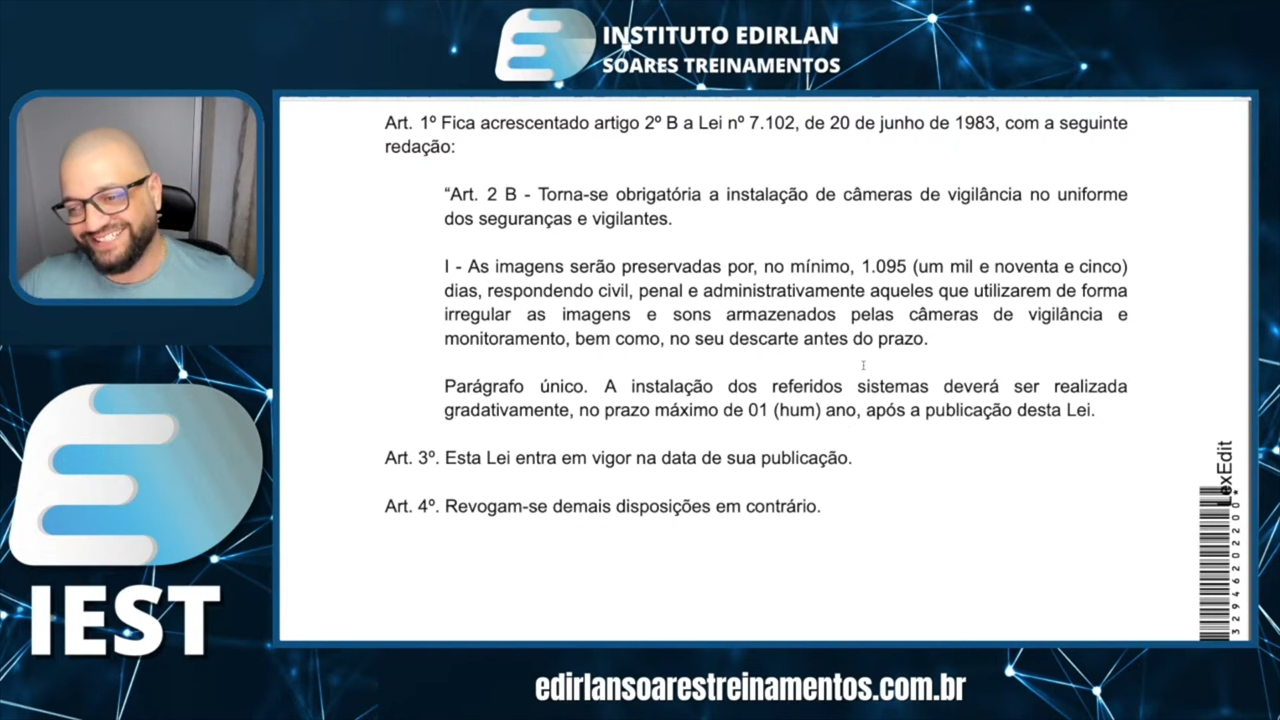 INSTITUTO EDIRLAN
SOARES TREINAMENTOS
Art. 1º Fica acrescentado artigo 2º B a Lei nº 7.102, de 20 de junho de 1983, com a seguinte
redação:
“Art. 2 B - Torna-se obrigatória a instalação de câmeras de vigilância no uniforme
dos seguranças e vigilantes.
I - As imagens serão preservadas por, no mínimo, 1.095 (um mil e noventa e cinco)
dias, respondendo civil, penal e administrativamente aqueles que utilizarem de forma
irregular as imagens e sons armazenados pelas câmeras de vigilância e
monitoramento, bem como, no seu descarte antes do prazo.
Parágrafo único. A instalação dos referidos sistemas deverá ser realizada
gradativamente, no prazo máximo de 01 (hum) ano, após a publicação desta Lei.
Art. 3º. Esta Lei entra em vigor na data de sua publicação.
Art. 4º. Revogam-se demais disposições em contrário.
LexEdit
32946202200*
IEST
edirlansoarestreinamentos.com.br